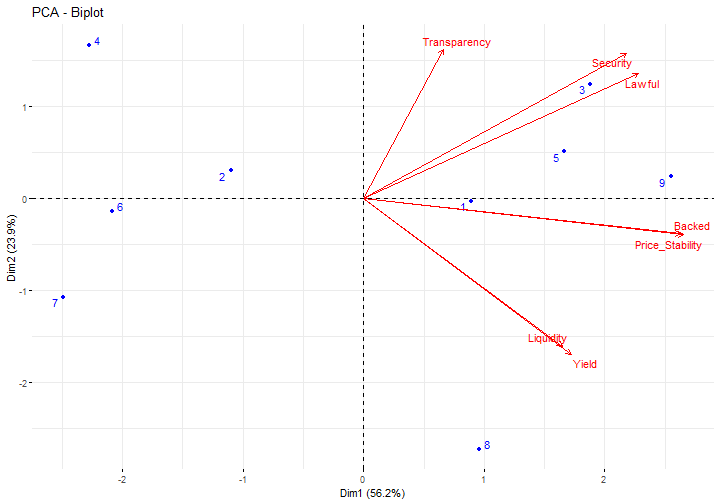 PCA - Biplot
4
Transparency
Security
Lawful
3
1
5
2
9
0
6
1
Backed
Price_Stability
Dim2 (23.9%)
-1
7
Liquidity
Yield
-2
8
-2
-1
0
1
2
Dim1 (56.2%)